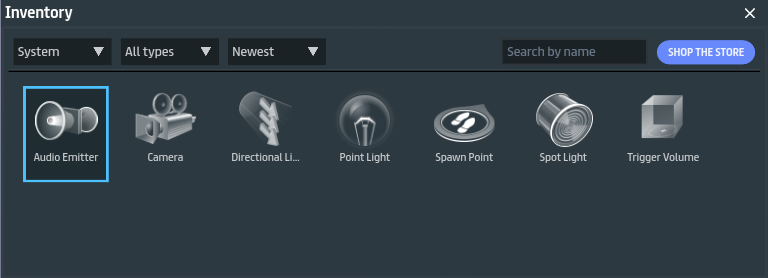 Inventory
System
All types
Newest
Search by name
SHOP THE STORE
Audio Emitter
Camera
Directional Li...
Point Light
Spawn Point
Spot Light
Trigger Volume